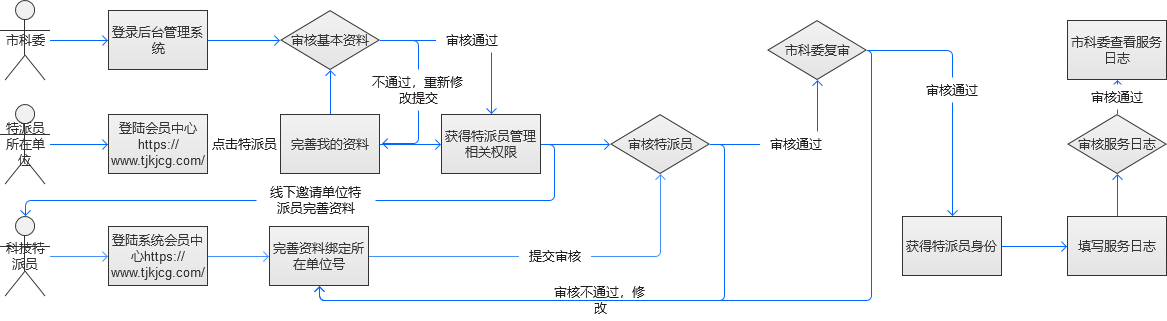 市科委
登录后台管理系
统
审核基本资料
审核通过
不通过，重新修
改提交
特派员
所在单
位
登陆会员中心
https://
www.tjkjcg.com/
点击特派员
完善我的资料
获得特派员管理
相关权限
审核特派员
审核通过
市科委复审
审核通过
市科委查看服务
日志
审核通过
审核服务日志
线下邀请单位特
派员完善资料
科技特
派员
登陆系统会员中
心https://
www.tjkjcg.com/
完善资料绑定所
在单位号
提交审核
审核不通过，修
改
获得特派员身份
填写服务日志